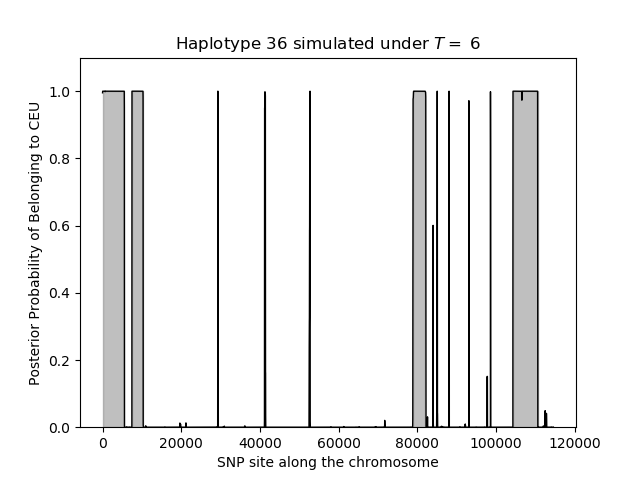 Haplotype 36 simulated under T = 6
Posterior Probability of Belonging to CEU
1.0
0.8
0.6
0.4
0.2
0.0
0 20000 40000 60000 80000 100000 120000
SNP site along the chromosome